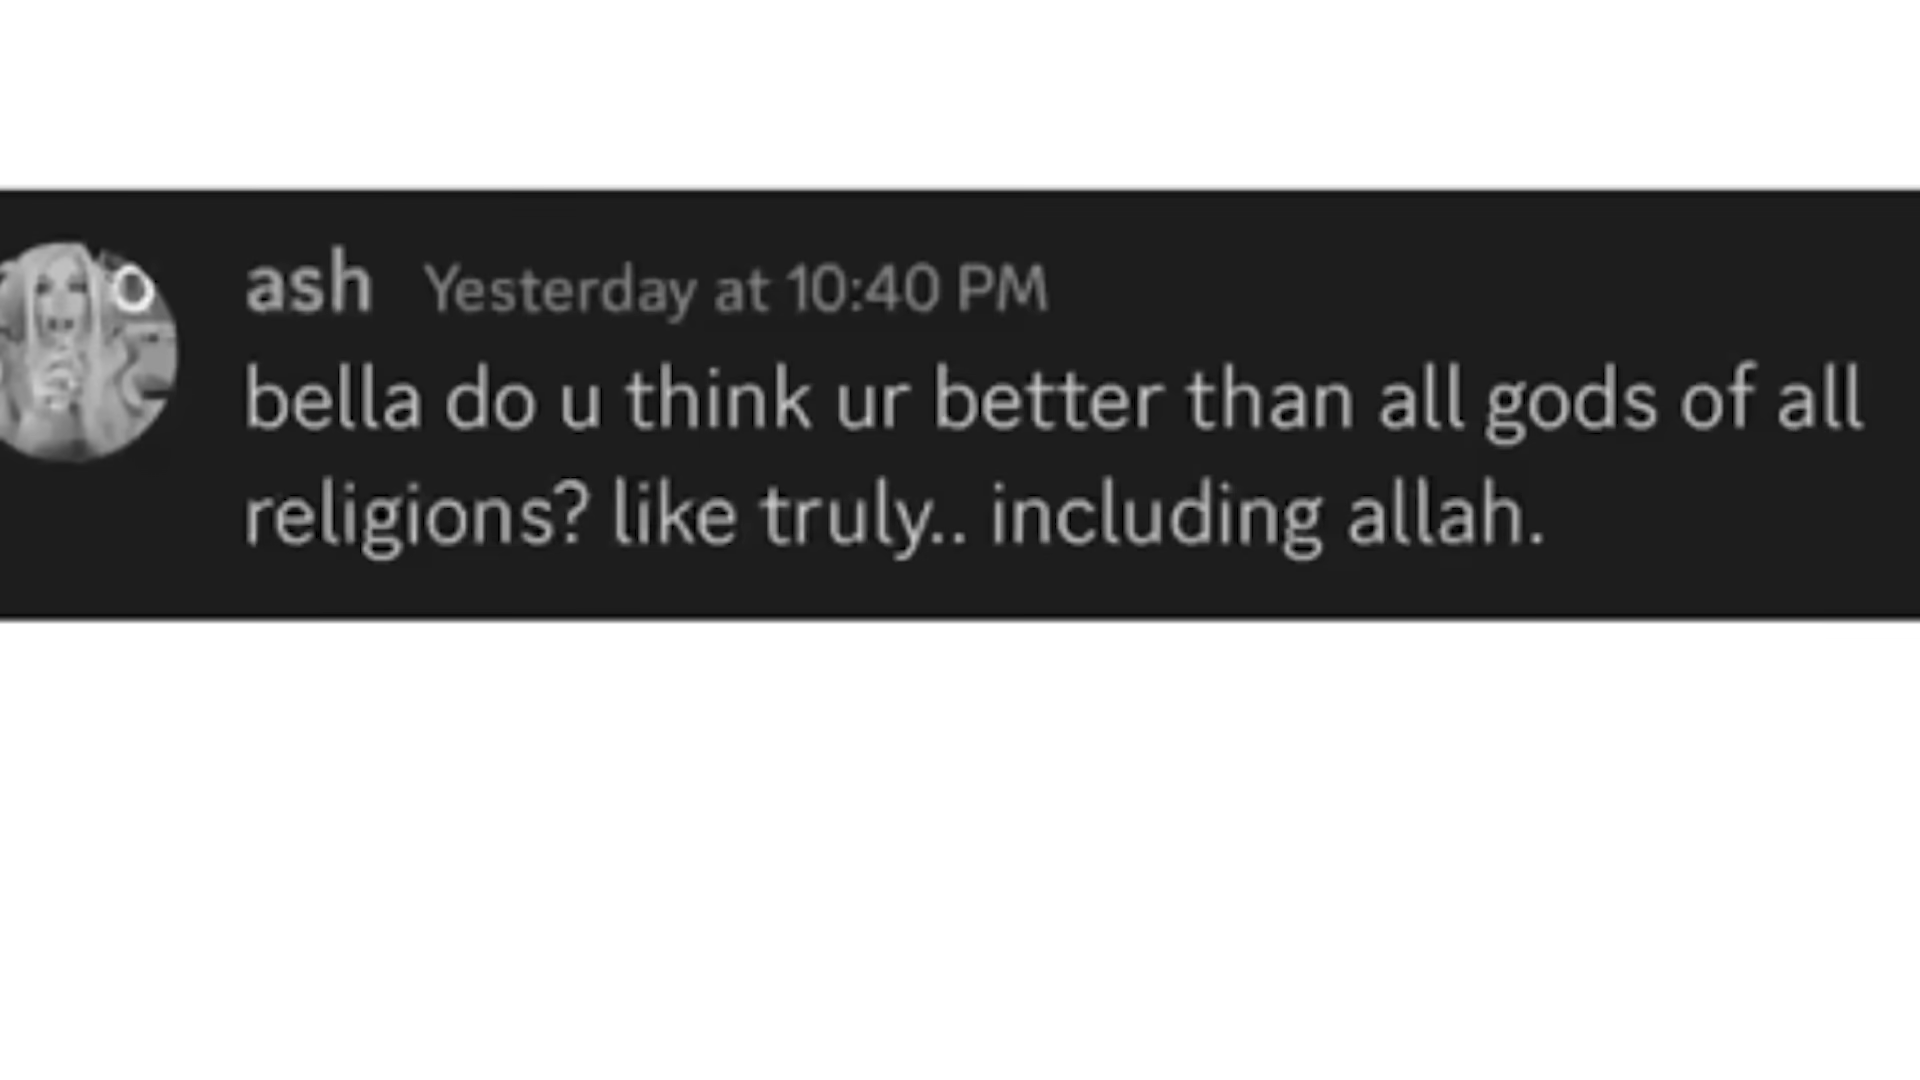 ash Yesterday at 10:40 PM
bella do u think ur better than all gods of all
religions? like truly.. including allah.